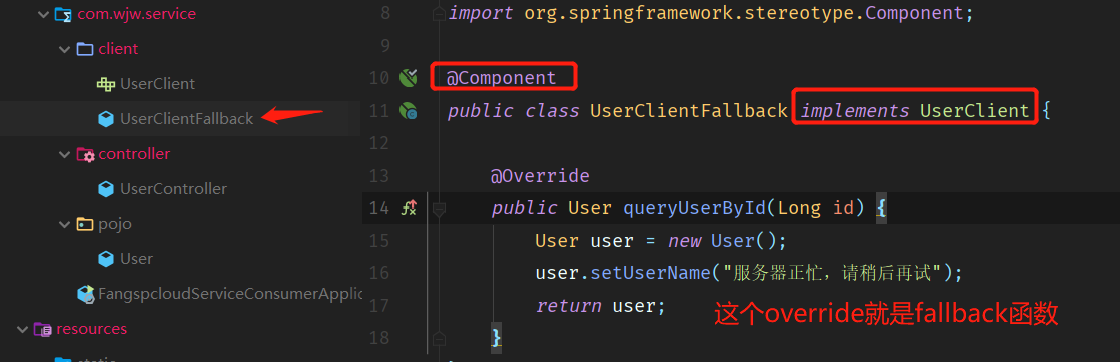 com.wjw.service
client
UserClient
UserClientFallback
controller
UserController
pojo
User
FangspcloudServiceConsumerApplic
resources
8 import org.springframework.stereotype.Component;
9
10 @Component
11 public class UserClientFallback implements UserClient {
12
13 @Override
14 public User queryUserById(Long id) {
15 User user = new User();
16 user.setUserName("服务器正忙，请稍后再试");
17 return user;
这个override就是fallback函数
18 }